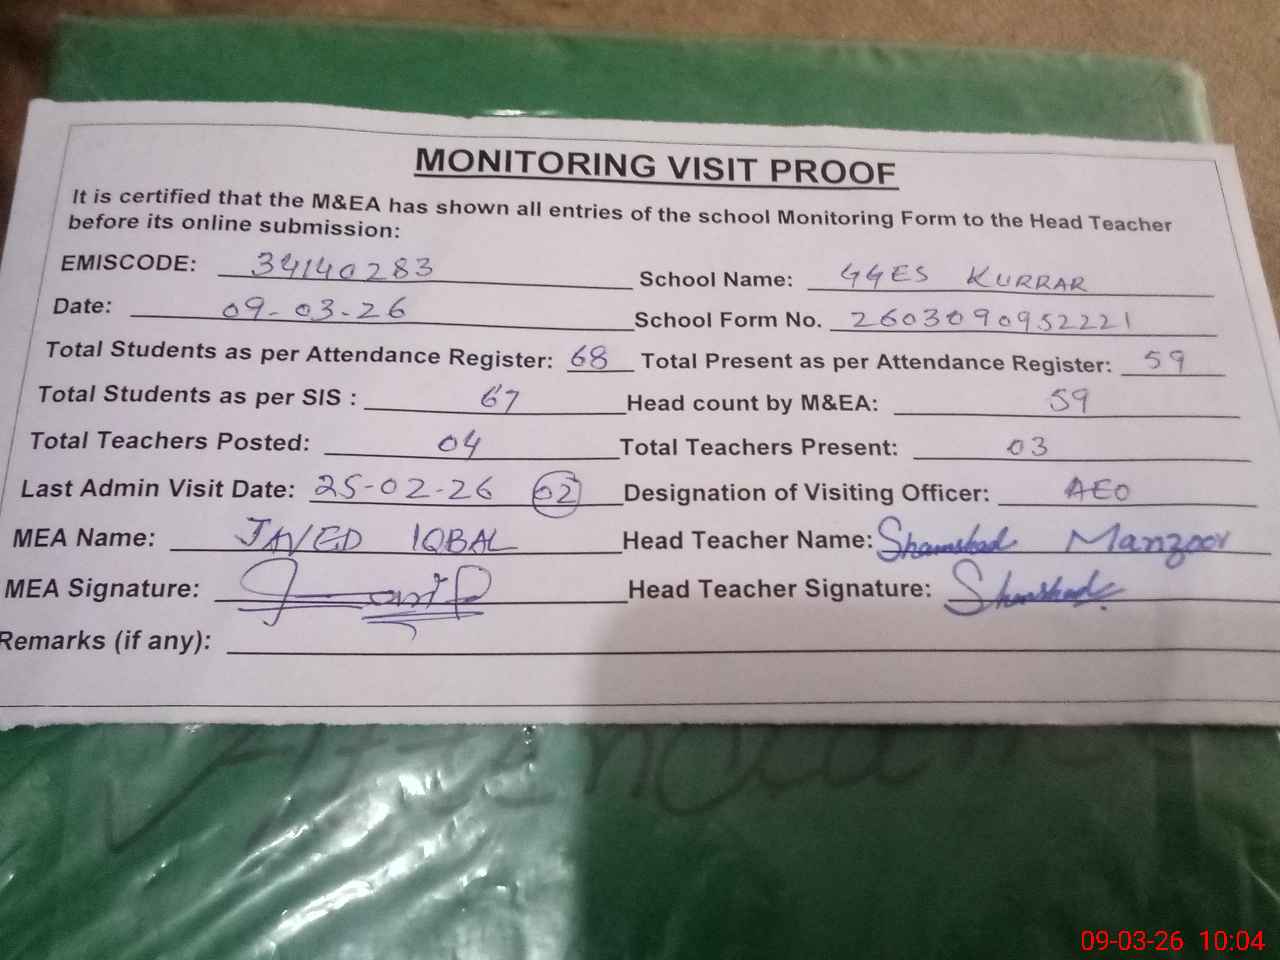 MONITORING VISIT PROOF
It is certified that the M&EA has shown all entries of the school Monitoring Form to the Head Teacher
before its online submission:
EMISCODE: 34140283 School Name: GGES KURRAR
Date: 09-03-26 School Form No. 2603090952221
Total Students as per Attendance Register: 68 Total Present as per Attendance Register: 59
Total Students as per SIS : 67 Head count by M&EA: 59
Total Teachers Posted: 04 Total Teachers Present: 03
Last Admin Visit Date: 25-02-26 02 Designation of Visiting Officer: AEO
MEA Name: JAVED IQBAL Head Teacher Name: Shamshad Manzoor
MEA Signature: Head Teacher Signature: Shamshad
Remarks (if any):
09-03-26 10:04